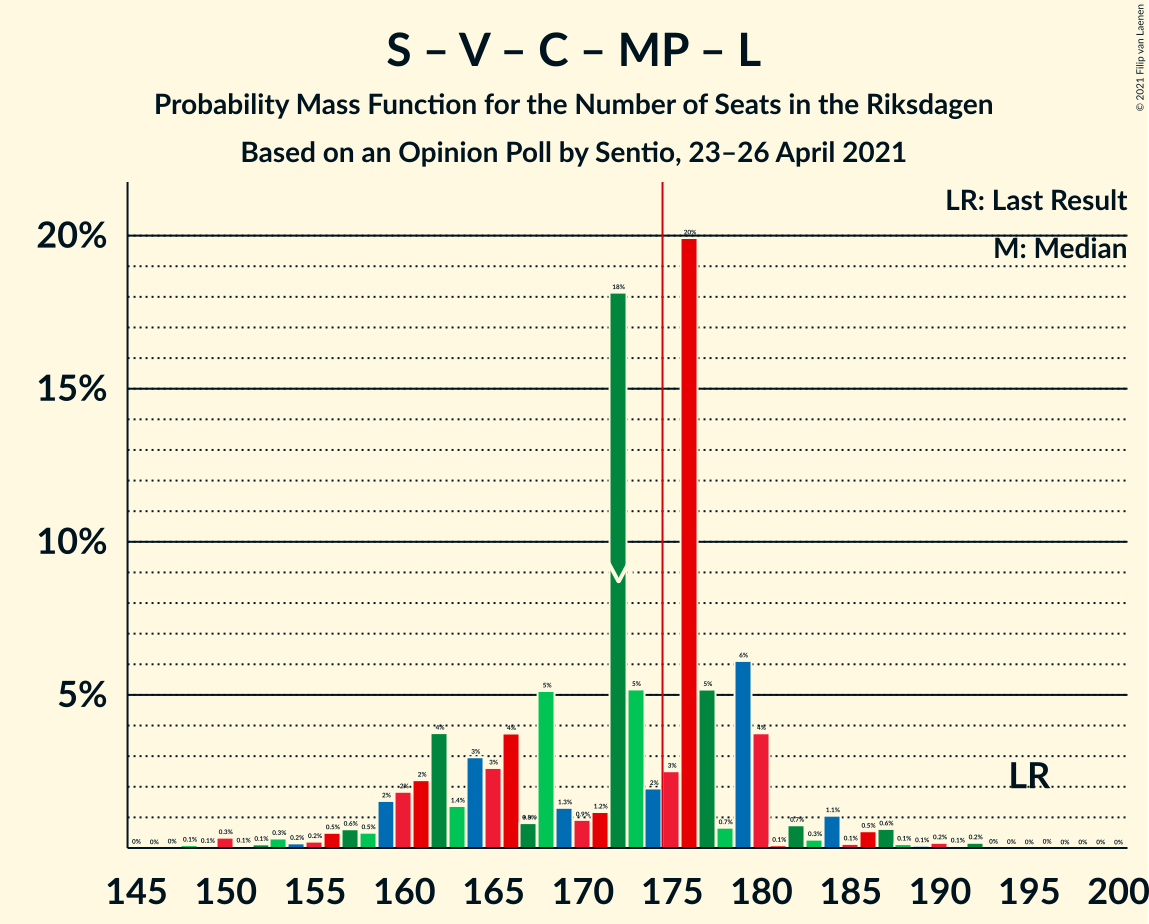 S – V – C – MP – L
Probability Mass Function for the Number of Seats in the Riksdagen
Based on an Opinion Poll by Sentio, 23–26 April 2021
© 2021 Filip van Laenen
LR: Last Result
M: Median
20%
15%
10%
5%
0% 0% 0% 0.1% 0.1% 0.3% 0.1% 0.1% 0.3% 0.2% 0.2% 0.5% 0.6% 0.5% 2% 2% 2% 4% 1.4% 3% 3% 4% 0.8% 5% 1.3% 0.9% 1.2% 18% 5% 2% 3% 20% 5% 0.7% 6% 4% 0.1% 0.7% 0.3% 1.1% 0.1% 0.5% 0.6% 0.1% 0.1% 0.2% 0.1% 0.2% 0% 0% 0% 0% 0% 0% 0% 0%
M
LR
145 150 155 160 165 170 175 180 185 190 195 200